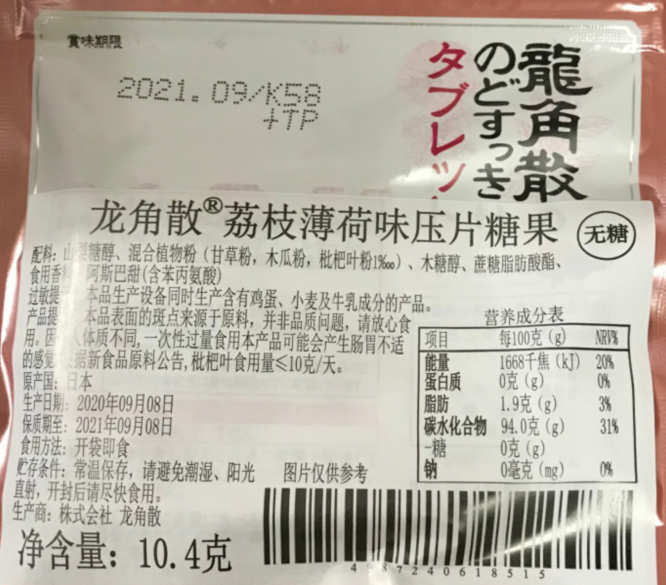 賞味期限
2021. 09/K58
+TP
龍角散
のどすっき
タブレッ
龙角散®荔枝薄荷味压片糖果
无糖
配料：山梨糖醇、混合植物粉（甘草粉，木瓜粉，枇杷叶粉1‰）、木糖醇、蔗糖脂肪酸酯、
食用香 阿斯巴甜(含苯丙氨酸)
过敏提 本品生产设备同时生产含有鸡蛋、小麦及牛乳成分的产品。
产品提 本品表面的斑点来源于原料，并非品质问题，请放心食
用。因 人体质不同,一次性过量食用本产品可能会产生肠胃不适
的感觉 据新食品原料公告,枇杷叶食用量≤10克/天。
原产国：日本
生产日期：2020年09月08日
保质期至：2021年09月08日
食用方法：开袋即食
贮存条件：常温保存，请避免潮湿、阳光 图片仅供参考
直射，开封后请尽快食用。
生产商：株式会社 龙角散
净含量：10.4克
营养成分表
项目 每100克 (g) NRV%
能量 1668千焦 (kJ) 20%
蛋白质 0克 (g) 0%
脂肪 1.9克 (g) 3%
碳水化合物 94.0克 (g) 31%
-糖 0克 (g)
钠 0毫克 (mg) 0%
4987240618515